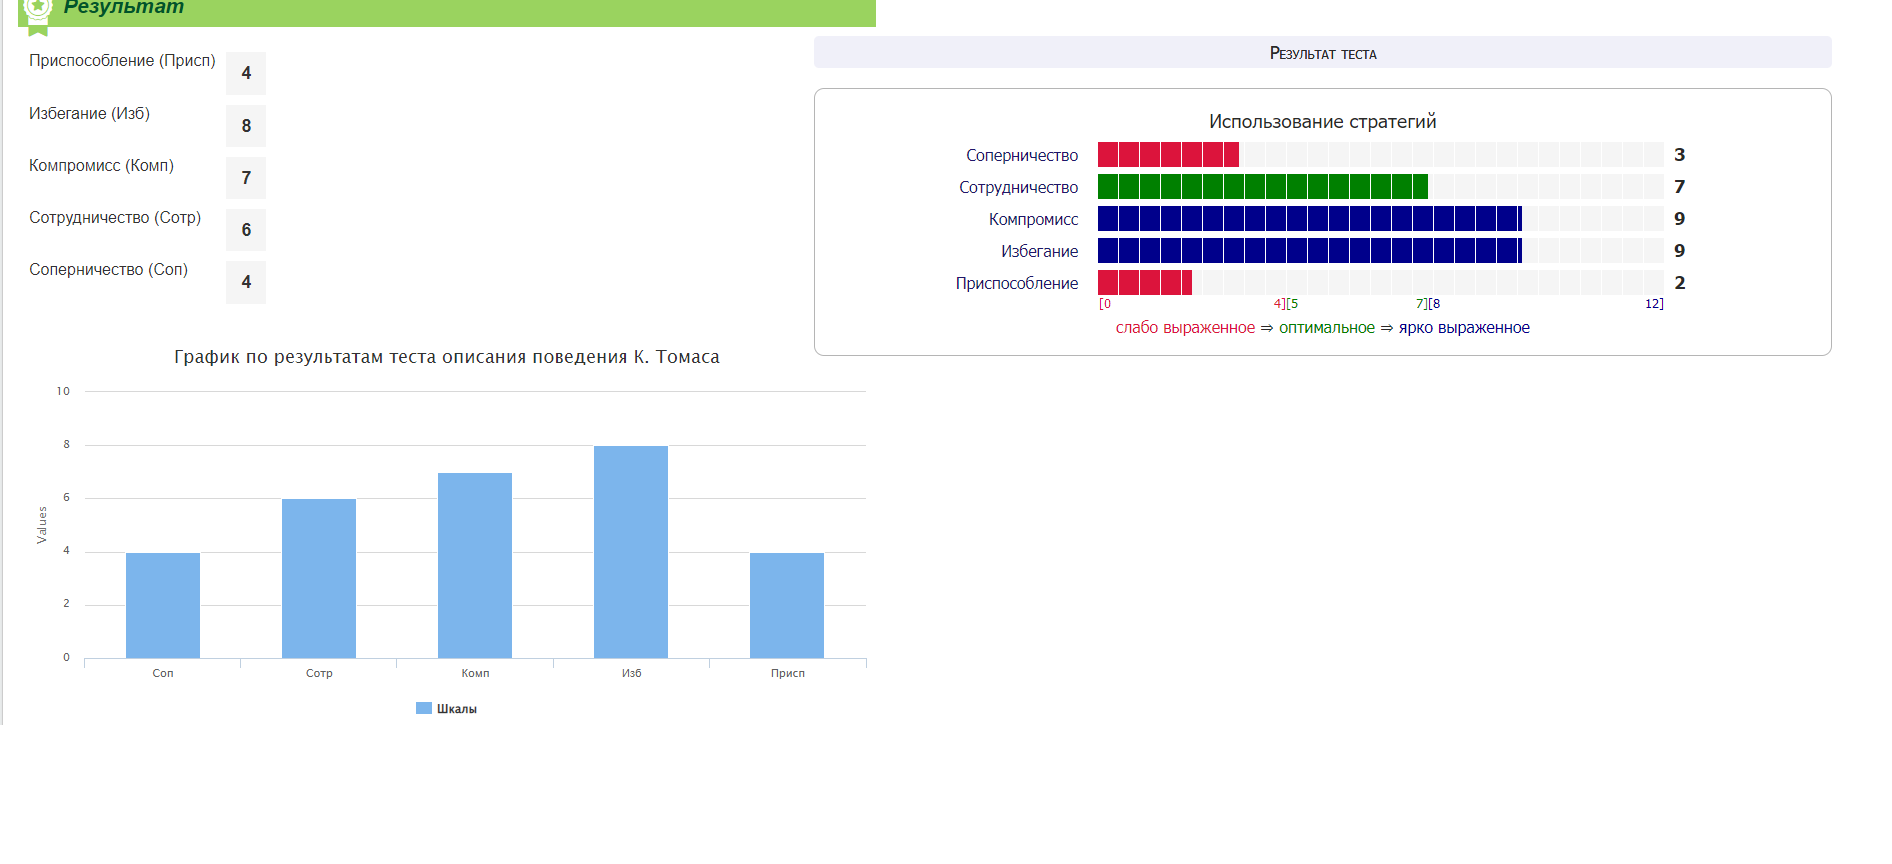 Результат
Приспособление (Присп) 4
Избегание (Изб) 8
Компромисс (Комп) 7
Сотрудничество (Сотр) 6
Соперничество (Соп) 4
График по результатам теста описания поведения К. Томаса
10
8
6
4
2
0
Values
Соп Сотр Комп Изб Присп
Шкалы
Результат теста
Использование стратегий
Соперничество 3
Сотрудничество 7
Компромисс 9
Избегание 9
Приспособление 2
[0 4][5 7][8 12]
слабо выраженное ⇒ оптимальное ⇒ ярко выраженное